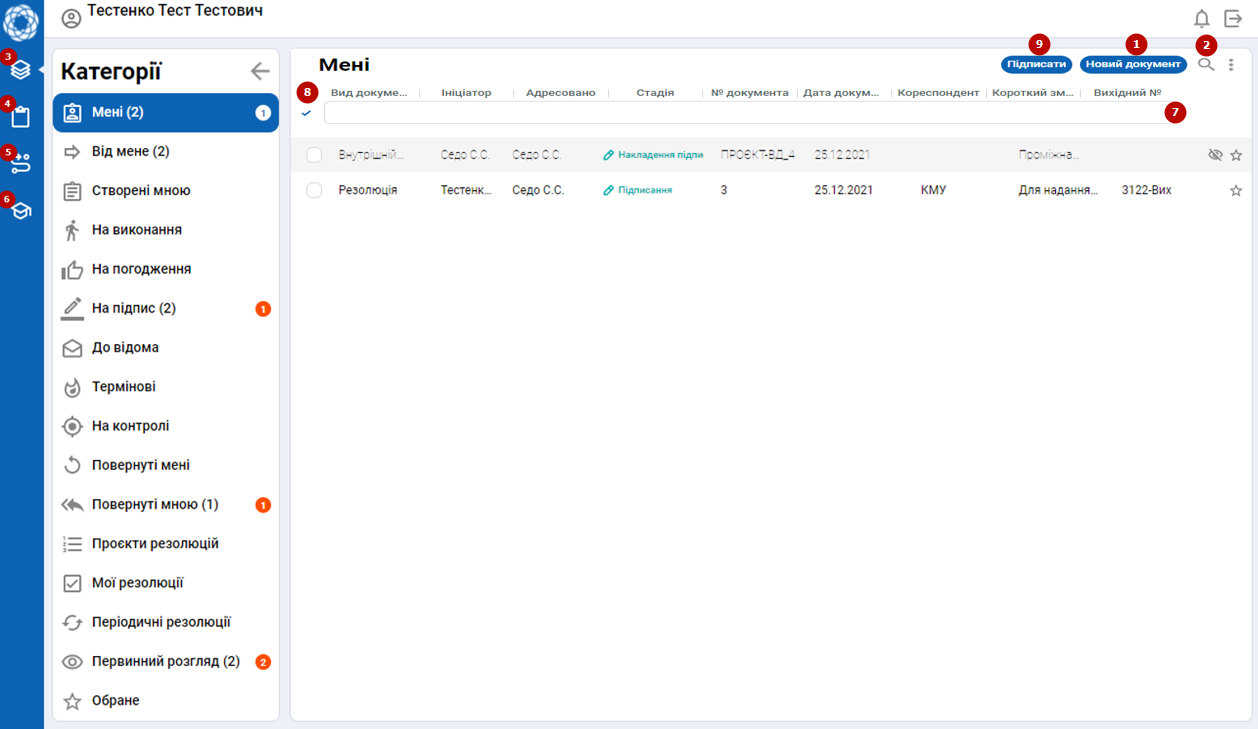 Тестенко Тест Тестович
3
4
5
6
Категорії
Мені (2)
1
Від мене (2)
Створені мною
На виконання
На погодження
На підпис (2)
1
До відома
Термінові
На контролі
Повернуті мені
Повернуті мною (1)
1
Проєкти резолюцій
Мої резолюції
Періодичні резолюції
Первинний розгляд (2)
2
Обране
Мені
9
1
2
Підписати
Новий документ
8
Вид докуме... Ініціатор Адресовано Стадія № документа Дата докум... Кореспондент Короткий зм... Вихідний №
7
Внутрішній... Седо С.С. Седо С.С. Накладення підпи ПРОЄКТ-ВД_4 25.12.2021 Проміжна...
Резолюція Тестенк... Седо С.С. Підписання 3 25.12.2021 КМУ Для надання... 3122-Вих